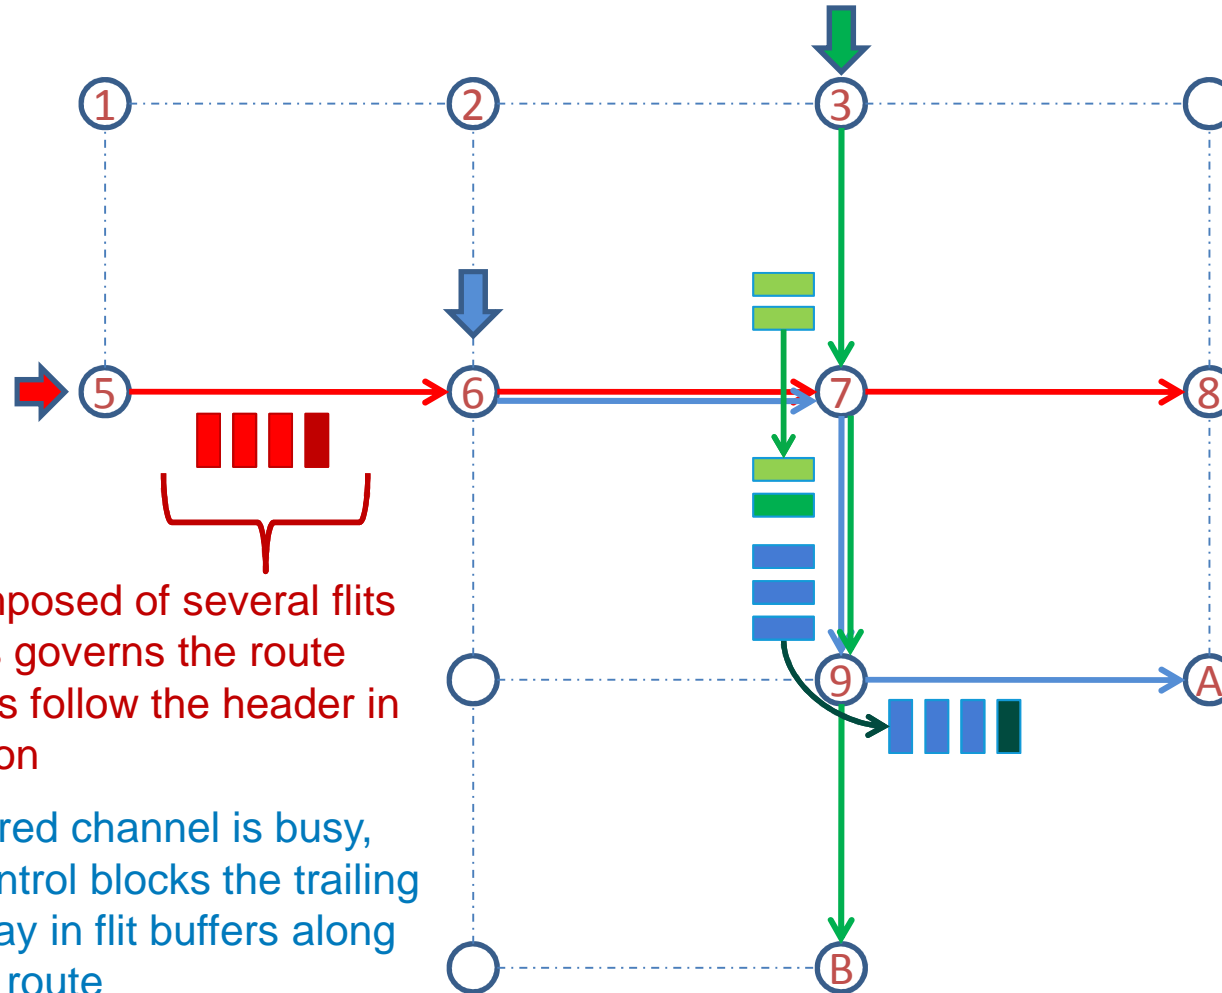 1
2
3
5
6
7
8
9
A
B
nposed of several flits
s governs the route
s follow the header in
on
red channel is busy,
ntrol blocks the trailing
ay in flit buffers along
route